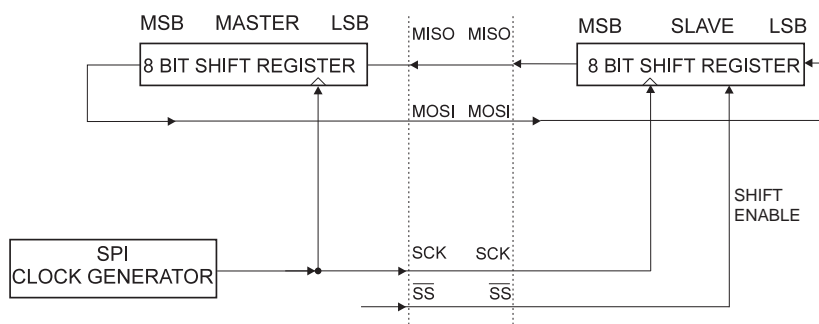 MSB MASTER LSB
8 BIT SHIFT REGISTER
MISO MISO
MSB SLAVE LSB
8 BIT SHIFT REGISTER
MOSI MOSI
SHIFT
ENABLE
SPI
CLOCK GENERATOR
SCK SCK
SS SS